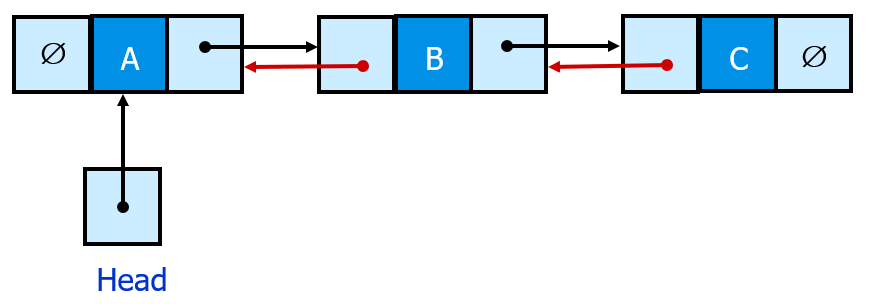 ∅ A B C ∅
Head